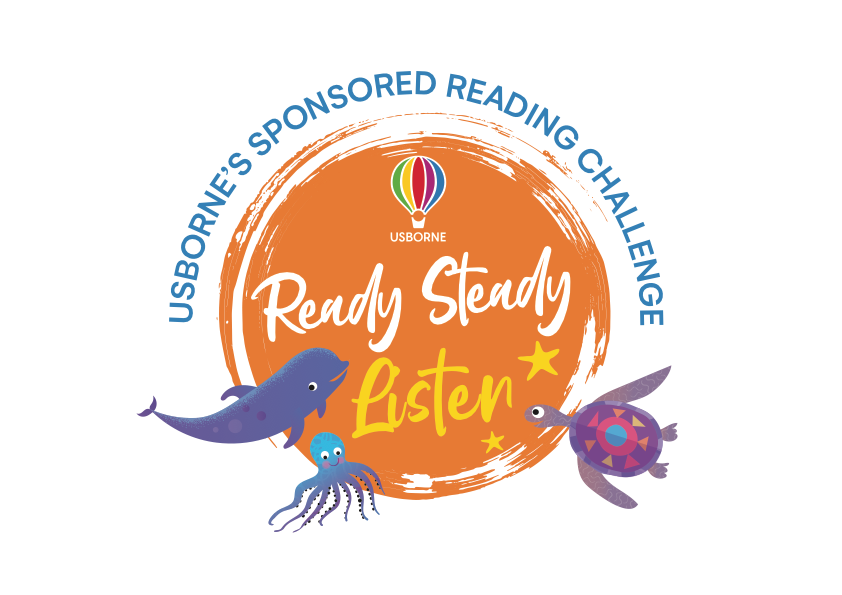 USBORNE'S SPONSORED READING CHALLENGE
USBORNE
Ready Steady
Listen